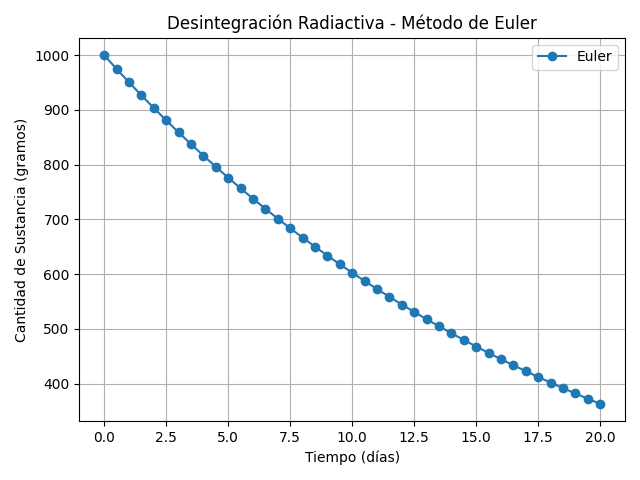 Desintegración Radiactiva - Método de Euler
Euler
Cantidad de Sustancia (gramos)
1000
900
800
700
600
500
400
0.0 2.5 5.0 7.5 10.0 12.5 15.0 17.5 20.0
Tiempo (días)